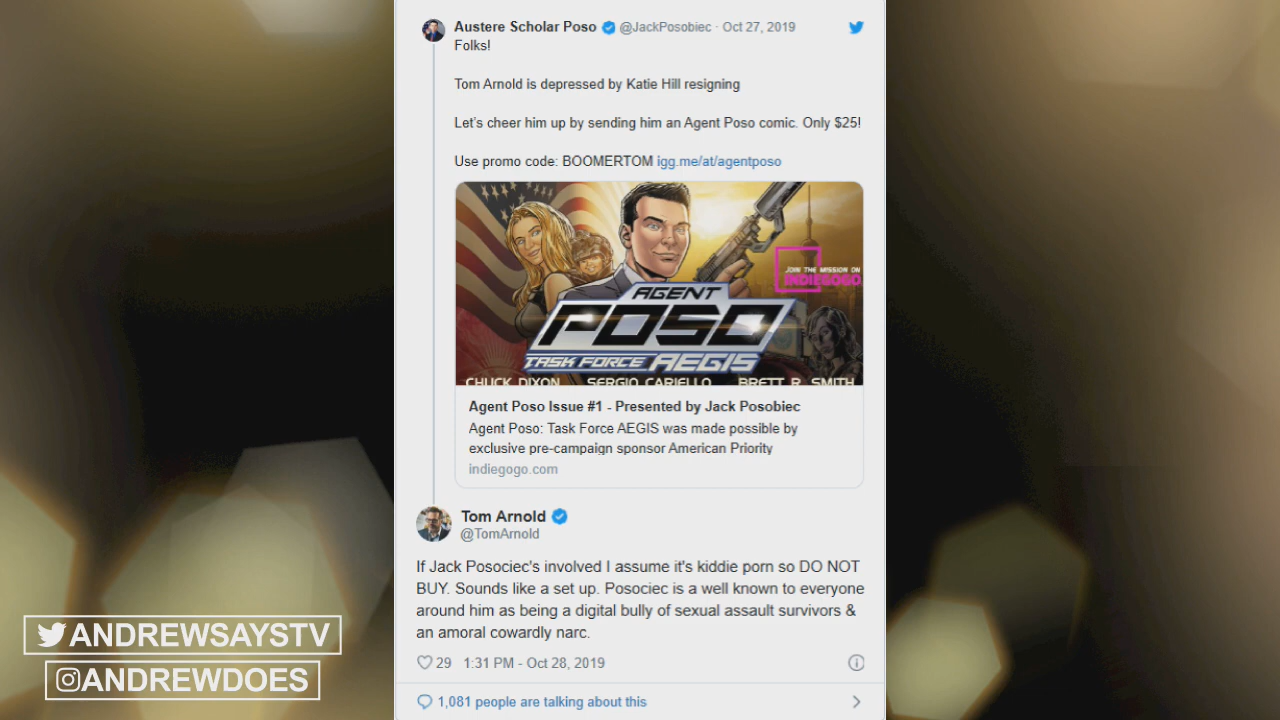 Austere Scholar Poso @JackPosobiec · Oct 27, 2019
Folks!
Tom Arnold is depressed by Katie Hill resigning
Let's cheer him up by sending him an Agent Poso comic. Only $25!
Use promo code: BOOMERTOM igg.me/at/agentposo
JOIN THE MISSION ON
INDIEGOGO
AGENT
POSO
TASK FORCE AEGIS
CHUCK DIXON SERGIO CARIELLO BRETT R. SMITH
Agent Poso Issue #1 - Presented by Jack Posobiec
Agent Poso: Task Force AEGIS was made possible by
exclusive pre-campaign sponsor American Priority
indiegogo.com
Tom Arnold
@TomArnold
If Jack Posociec's involved I assume it's kiddie porn so DO NOT
BUY. Sounds like a set up. Posociec is a well known to everyone
around him as being a digital bully of sexual assault survivors &
an amoral cowardly narc.
29 1:31 PM - Oct 28, 2019
1,081 people are talking about this
ANDREWSAYSTV
ANDREWDOES